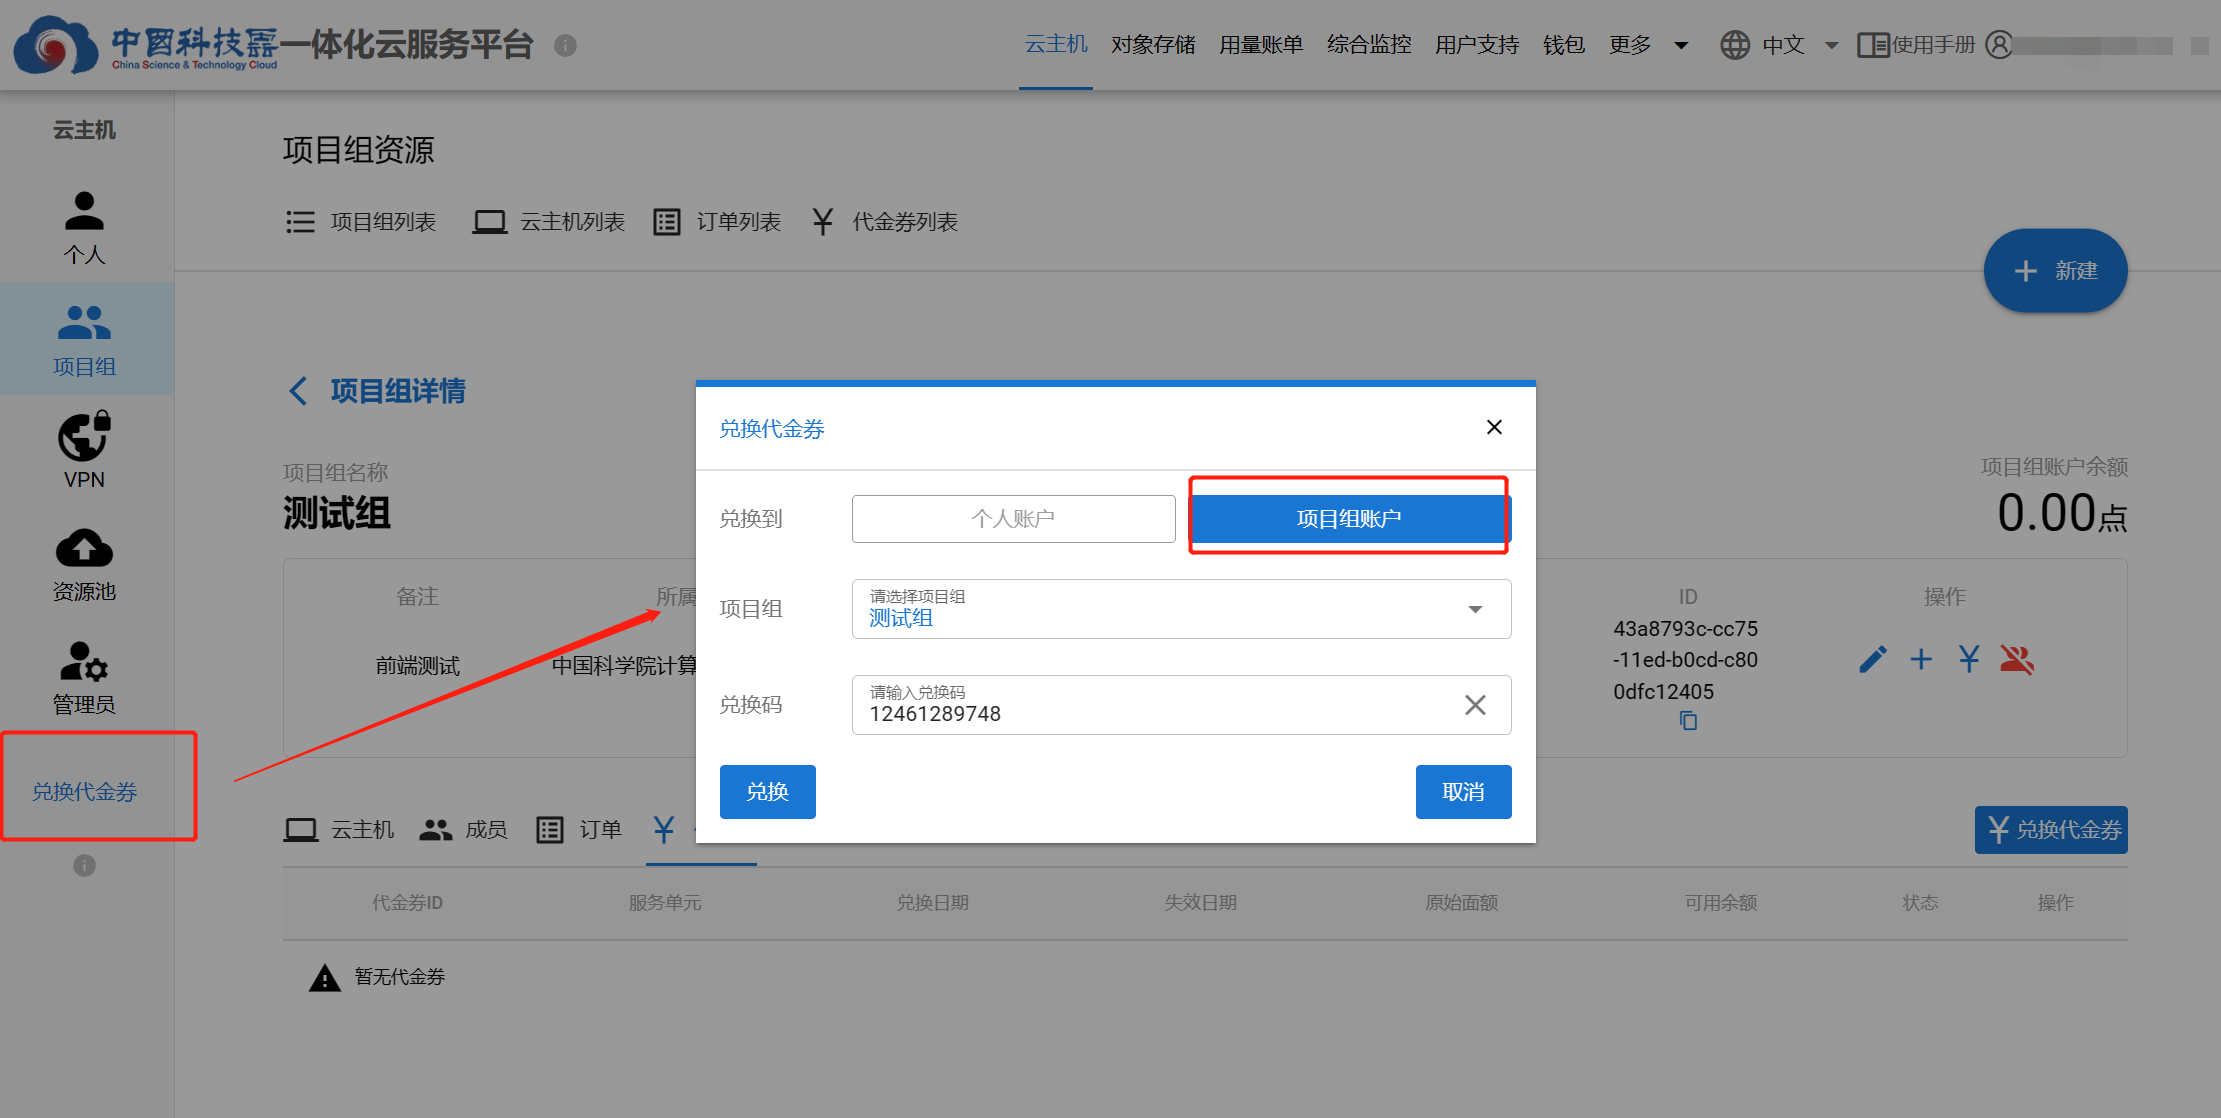 中国科技云一体化云服务平台
China Science & Technology Cloud
云主机 对象存储 用量账单 综合监控 用户支持 钱包 更多 中文 使用手册
云主机
个人
项目组
VPN
资源池
管理员
兑换代金券
项目组资源
项目组列表 云主机列表 订单列表 代金券列表
新建
项目组详情
项目组名称
测试组
项目组账户余额
0.00点
备注 所属 ID 操作
前端测试 中国科学院计算
43a8793c-cc75
-11ed-b0cd-c80
0dfc12405
兑换代金券
兑换到 个人账户 项目组账户
项目组 请选择项目组
测试组
兑换码 请输入兑换码
12461289748
兑换 取消
云主机 成员 订单
兑换代金券
代金券ID 服务单元 兑换日期 失效日期 原始面额 可用余额 状态 操作
暂无代金券